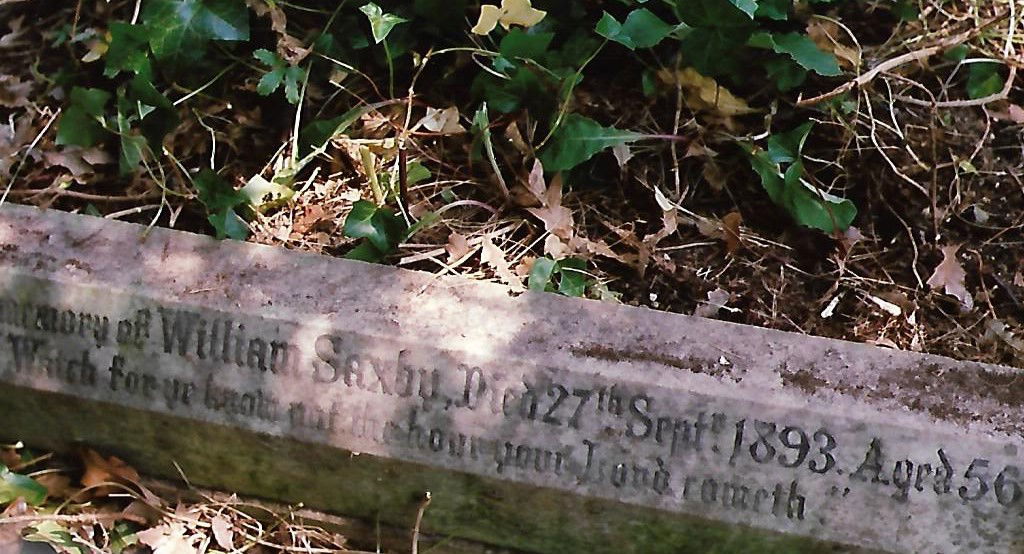 memory of William Saxby, Died 27th Septr. 1893. Aged 56
Watch for ye know not the hour your Lord cometh."